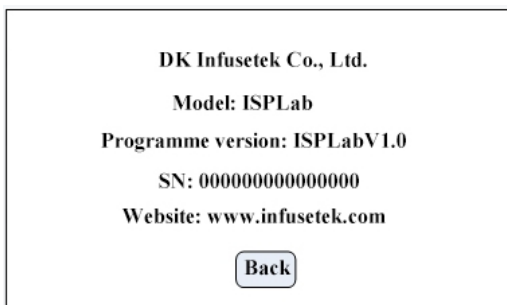 DK Infusetek Co., Ltd.
Model: ISPLab
Programme version: ISPLabV1.0
SN: 000000000000000
Website: www.infusetek.com
Back